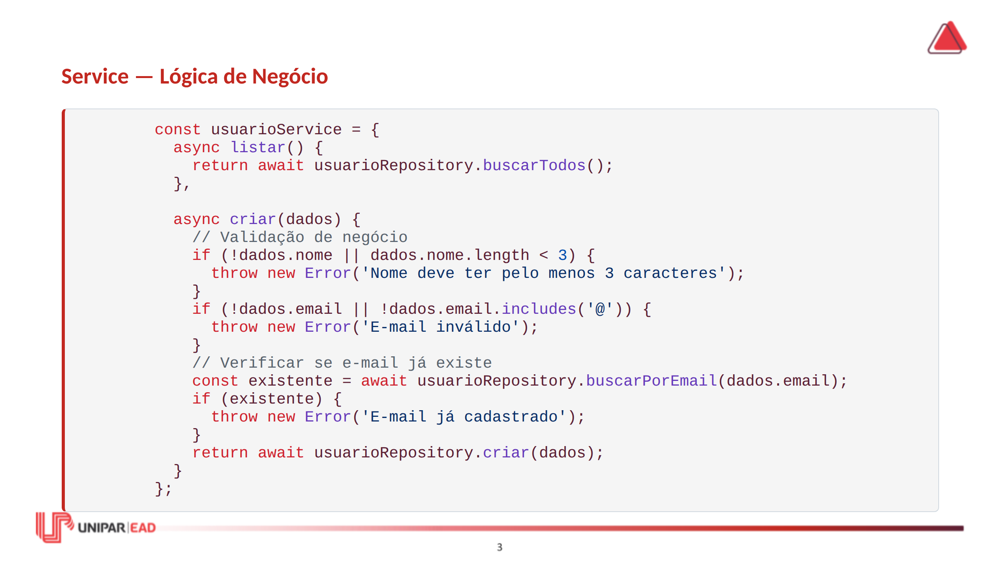 Service — Lógica de Negócio
const usuarioService = {
  async listar() {
    return await usuarioRepository.buscarTodos();
  },

  async criar(dados) {
    // Validação de negócio
    if (!dados.nome || dados.nome.length < 3) {
      throw new Error('Nome deve ter pelo menos 3 caracteres');
    }
    if (!dados.email || !dados.email.includes('@')) {
      throw new Error('E-mail inválido');
    }
    // Verificar se e-mail já existe
    const existente = await usuarioRepository.buscarPorEmail(dados.email);
    if (existente) {
      throw new Error('E-mail já cadastrado');
    }
    return await usuarioRepository.criar(dados);
  }
};
UNIPAR|EAD
3